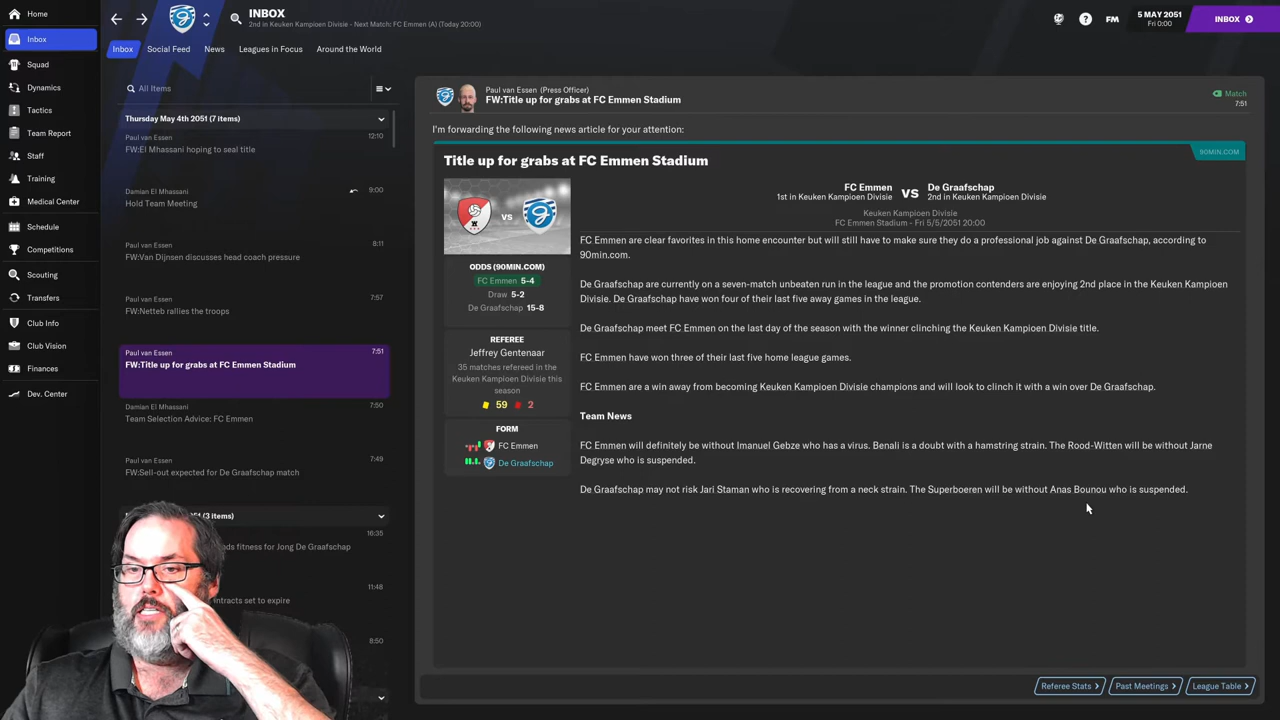 Home
Inbox
Squad
Dynamics
Tactics
Team Report
Staff
Training
Medical Center
Schedule
Competitions
Scouting
Transfers
Club Info
Club Vision
Finances
Dev. Center
INBOX
2nd in Keuken Kampioen Divisie - Next Match: FC Emmen (A) (Today 20:00)
?
FM
5 MAY 2051
Fri 0:00
INBOX
Inbox
Social Feed
News
Leagues in Focus
Around the World
All Items
Thursday May 4th 2051 (7 items)
Paul van Essen
12:10
FW:El Mhassani hoping to seal title
Damian El Mhassani
9:00
Hold Team Meeting
Paul van Essen
8:11
FW:Van Dijnsen discusses head coach pressure
Paul van Essen
7:57
FW:Netteb rallies the troops
Paul van Essen
7:51
FW:Title up for grabs at FC Emmen Stadium
Damian El Mhassani
7:50
Team Selection Advice: FC Emmen
Paul van Essen
7:49
FW:Sell-out expected for De Graafschap match
(3 items)
16:35
fitness for Jong De Graafschap
11:48
set to expire
8:50
Paul van Essen (Press Officer)
FW:Title up for grabs at FC Emmen Stadium
Match
7:51
I'm forwarding the following news article for your attention:
Title up for grabs at FC Emmen Stadium
90MIN.COM
VS
FC Emmen
1st in Keuken Kampioen Divisie
VS
De Graafschap
2nd in Keuken Kampioen Divisie
Keuken Kampioen Divisie
FC Emmen Stadium - Fri 5/5/2051 20:00
ODDS (90MIN.COM)
FC Emmen 5-4
Draw 5-2
De Graafschap 15-8
REFEREE
Jeffrey Gentenaar
35 matches refereed in the
Keuken Kampioen Divisie this
season
59 2
FORM
FC Emmen
De Graafschap
FC Emmen are clear favorites in this home encounter but will still have to make sure they do a professional job against De Graafschap, according to
90min.com.
De Graafschap are currently on a seven-match unbeaten run in the league and the promotion contenders are enjoying 2nd place in the Keuken Kampioen
Divisie. De Graafschap have won four of their last five away games in the league.
De Graafschap meet FC Emmen on the last day of the season with the winner clinching the Keuken Kampioen Divisie title.
FC Emmen have won three of their last five home league games.
FC Emmen are a win away from becoming Keuken Kampioen Divisie champions and will look to clinch it with a win over De Graafschap.
Team News
FC Emmen will definitely be without Imanuel Gebze who has a virus. Benali is a doubt with a hamstring strain. The Rood-Witten will be without Jarne
Degryse who is suspended.
De Graafschap may not risk Jari Staman who is recovering from a neck strain. The Superboeren will be without Anas Bounou who is suspended.
Referee Stats
Past Meetings
League Table